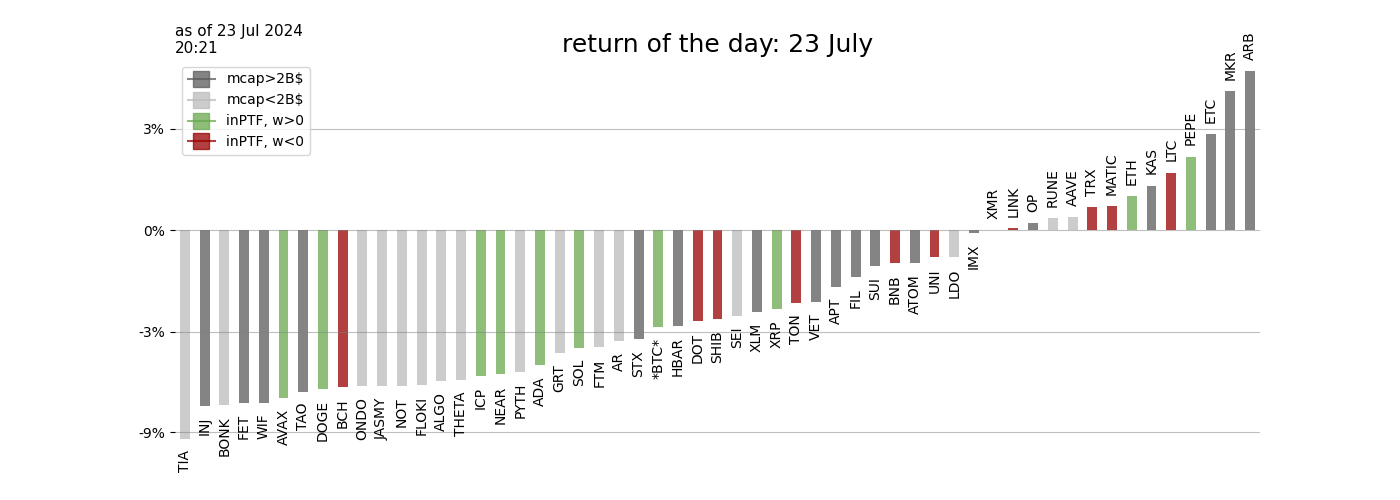 as of 23 Jul 2024
20:21
return of the day: 23 July
mcap>2B$
mcap<2B$
inPTF, w>0
inPTF, w<0
3%
0%
-3%
-9%
TIA
INJ
BONK
FET
WIF
AVAX
TAO
DOGE
BCH
ONDO
JASMY
NOT
FLOKI
ALGO
THETA
ICP
NEAR
PYTH
ADA
GRT
SOL
FTM
AR
STX
*BTC*
HBAR
DOT
SHIB
SEI
XLM
XRP
TON
VET
APT
FIL
SUI
BNB
ATOM
UNI
LDO
IMX
XMR
LINK
OP
RUNE
AAVE
TRX
MATIC
ETH
KAS
LTC
PEPE
ETC
MKR
ARB